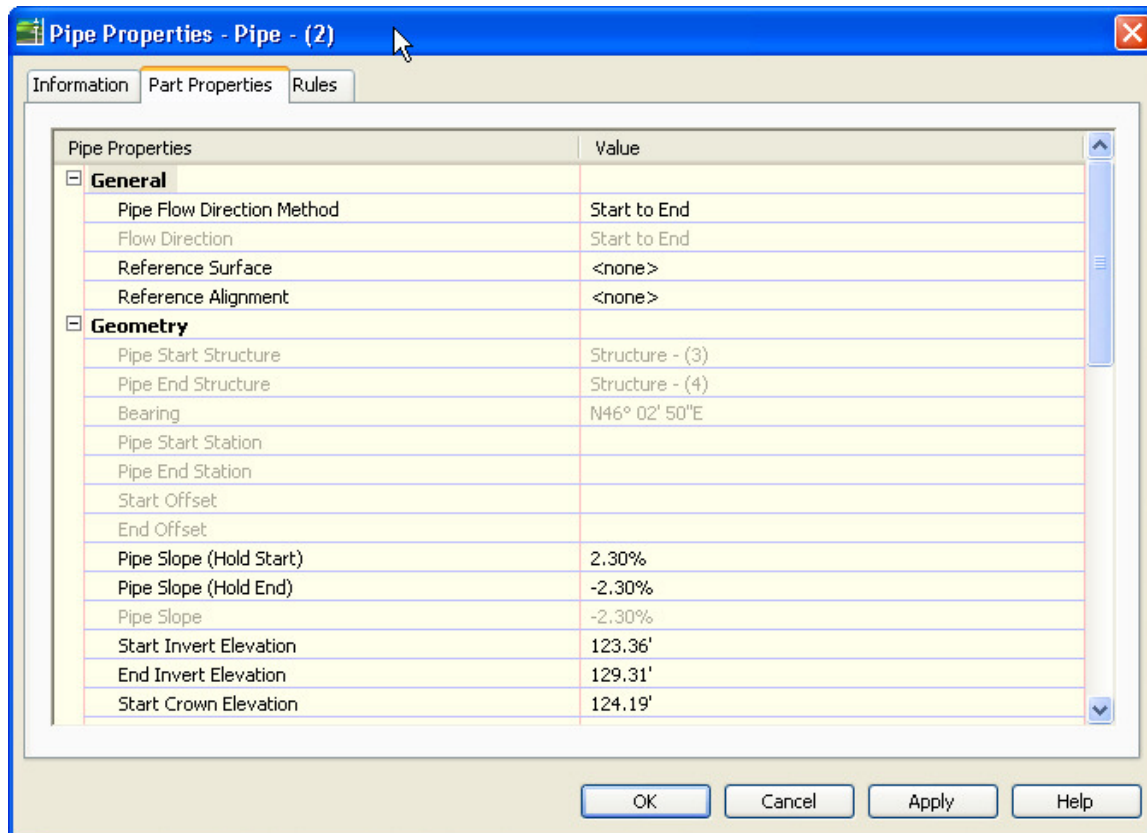 Pipe Properties - Pipe - (2)
Information Part Properties Rules
Pipe Properties Value
General
Pipe Flow Direction Method Start to End
Flow Direction Start to End
Reference Surface <none>
Reference Alignment <none>
Geometry
Pipe Start Structure Structure - (3)
Pipe End Structure Structure - (4)
Bearing N46° 02' 50"E
Pipe Start Station
Pipe End Station
Start Offset
End Offset
Pipe Slope (Hold Start) 2.30%
Pipe Slope (Hold End) -2.30%
Pipe Slope -2.30%
Start Invert Elevation 123.36'
End Invert Elevation 129.31'
Start Crown Elevation 124.19'
OK Cancel Apply Help